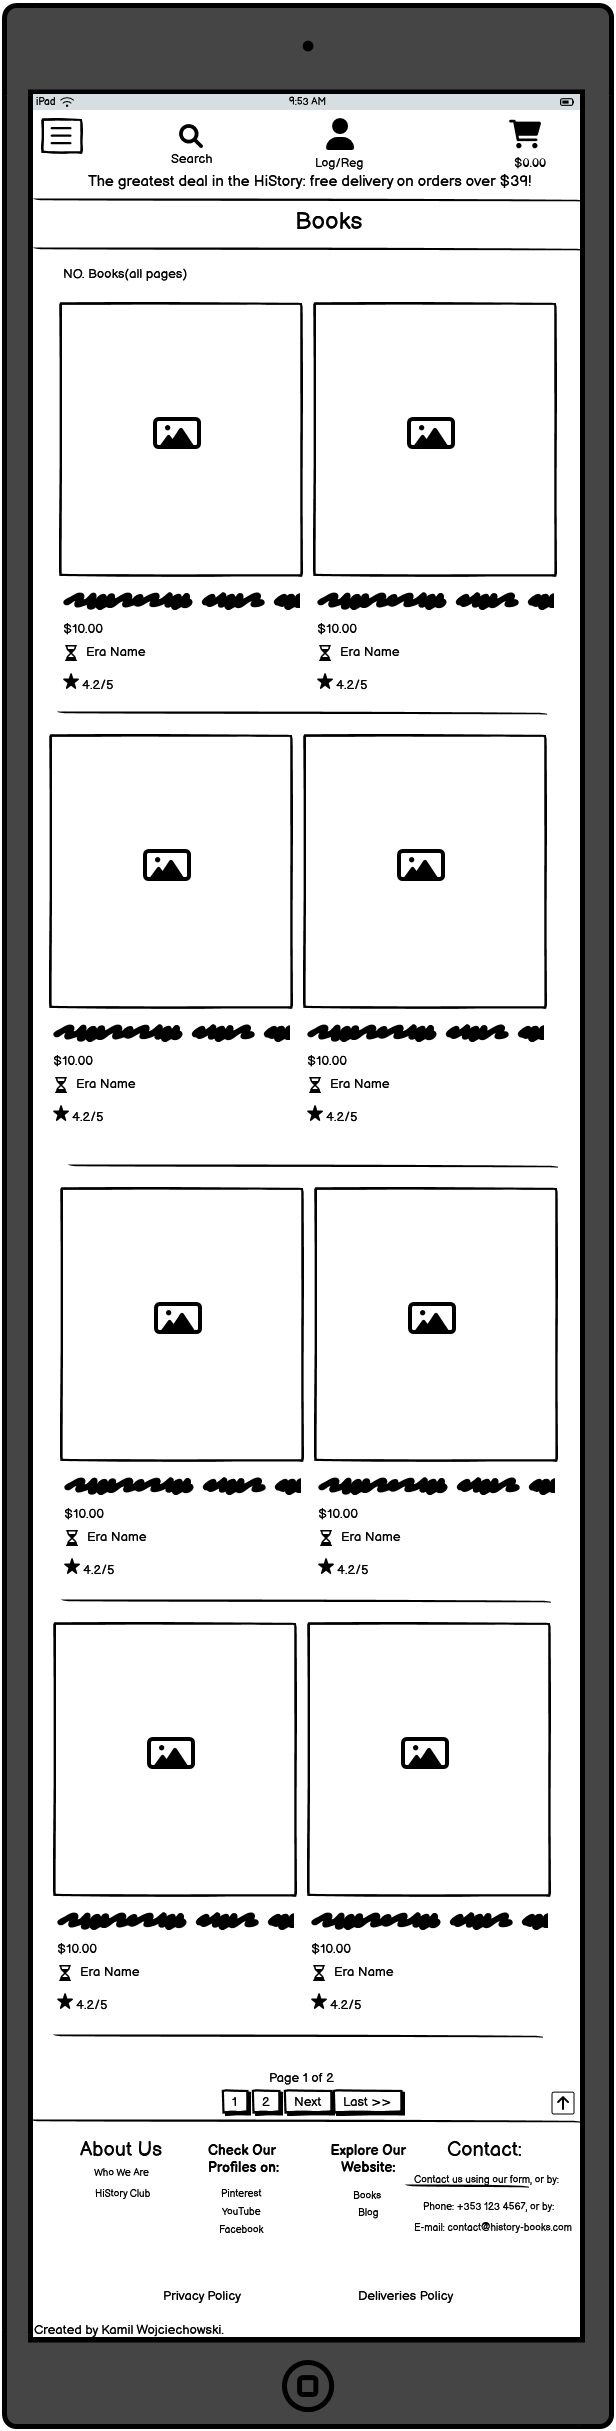 iPad 9:53 AM
Search
Log/Reg
$0.00
The greatest deal in the HiStory: free delivery on orders over $39!
Books
NO. Books(all pages)
$10.00 $10.00
Era Name Era Name
4.2/5 4.2/5
$10.00 $10.00
Era Name Era Name
4.2/5 4.2/5
$10.00 $10.00
Era Name Era Name
4.2/5 4.2/5
$10.00 $10.00
Era Name Era Name
4.2/5 4.2/5
Page 1 of 2
1 2 Next Last >>
About Us
Who We Are
HiStory Club
Check Our
Profiles on:
Pinterest
YouTube
Facebook
Explore Our
Website:
Books
Blog
Contact:
Contact us using our form, or by:
Phone: +353 123 4567, or by:
E-mail: contact@history-books.com
Privacy Policy Deliveries Policy
Created by Kamil Wojciechowski.